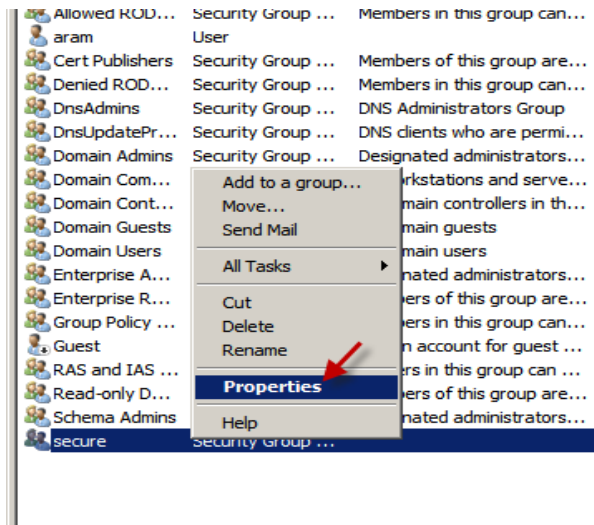 Allowed ROD... Security Group ... Members in this group can...
aram User
Cert Publishers Security Group ... Members of this group are...
Denied ROD... Security Group ... Members in this group can...
DnsAdmins Security Group ... DNS Administrators Group
DnsUpdatePr... Security Group ... DNS clients who are permi...
Domain Admins Security Group ... Designated administrators...
Domain Com... rkstations and serve...
Domain Cont... main controllers in th...
Domain Guests main guests
Domain Users main users
Enterprise A... nated administrators...
Enterprise R... bers of this group are...
Group Policy ... bers in this group can...
Guest n account for guest ...
RAS and IAS ... ers in this group can ...
Read-only D... bers of this group are...
Schema Admins nated administrators...
secure Security Group ...
Add to a group...
Move...
Send Mail
All Tasks
Cut
Delete
Rename
Properties
Help